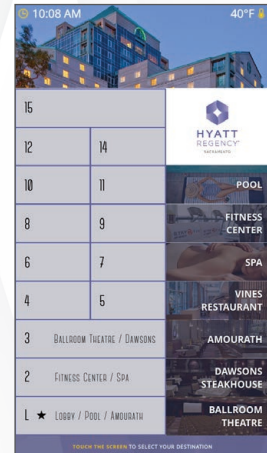 10:08 AM 40°F
15
12 14
10 11
8 9
6 7
4 5
3 BALLROOM THEATRE / DAWSONS
2 FITNESS CENTER / SPA
L ★ LOBBY / POOL / AMOURATH
HYATT
REGENCY
SACRAMENTO
POOL
FITNESS
CENTER
SPA
VINES
RESTAURANT
AMOURATH
DAWSONS
STEAKHOUSE
BALLROOM
THEATRE
TOUCH THE SCREEN TO SELECT YOUR DESTINATION